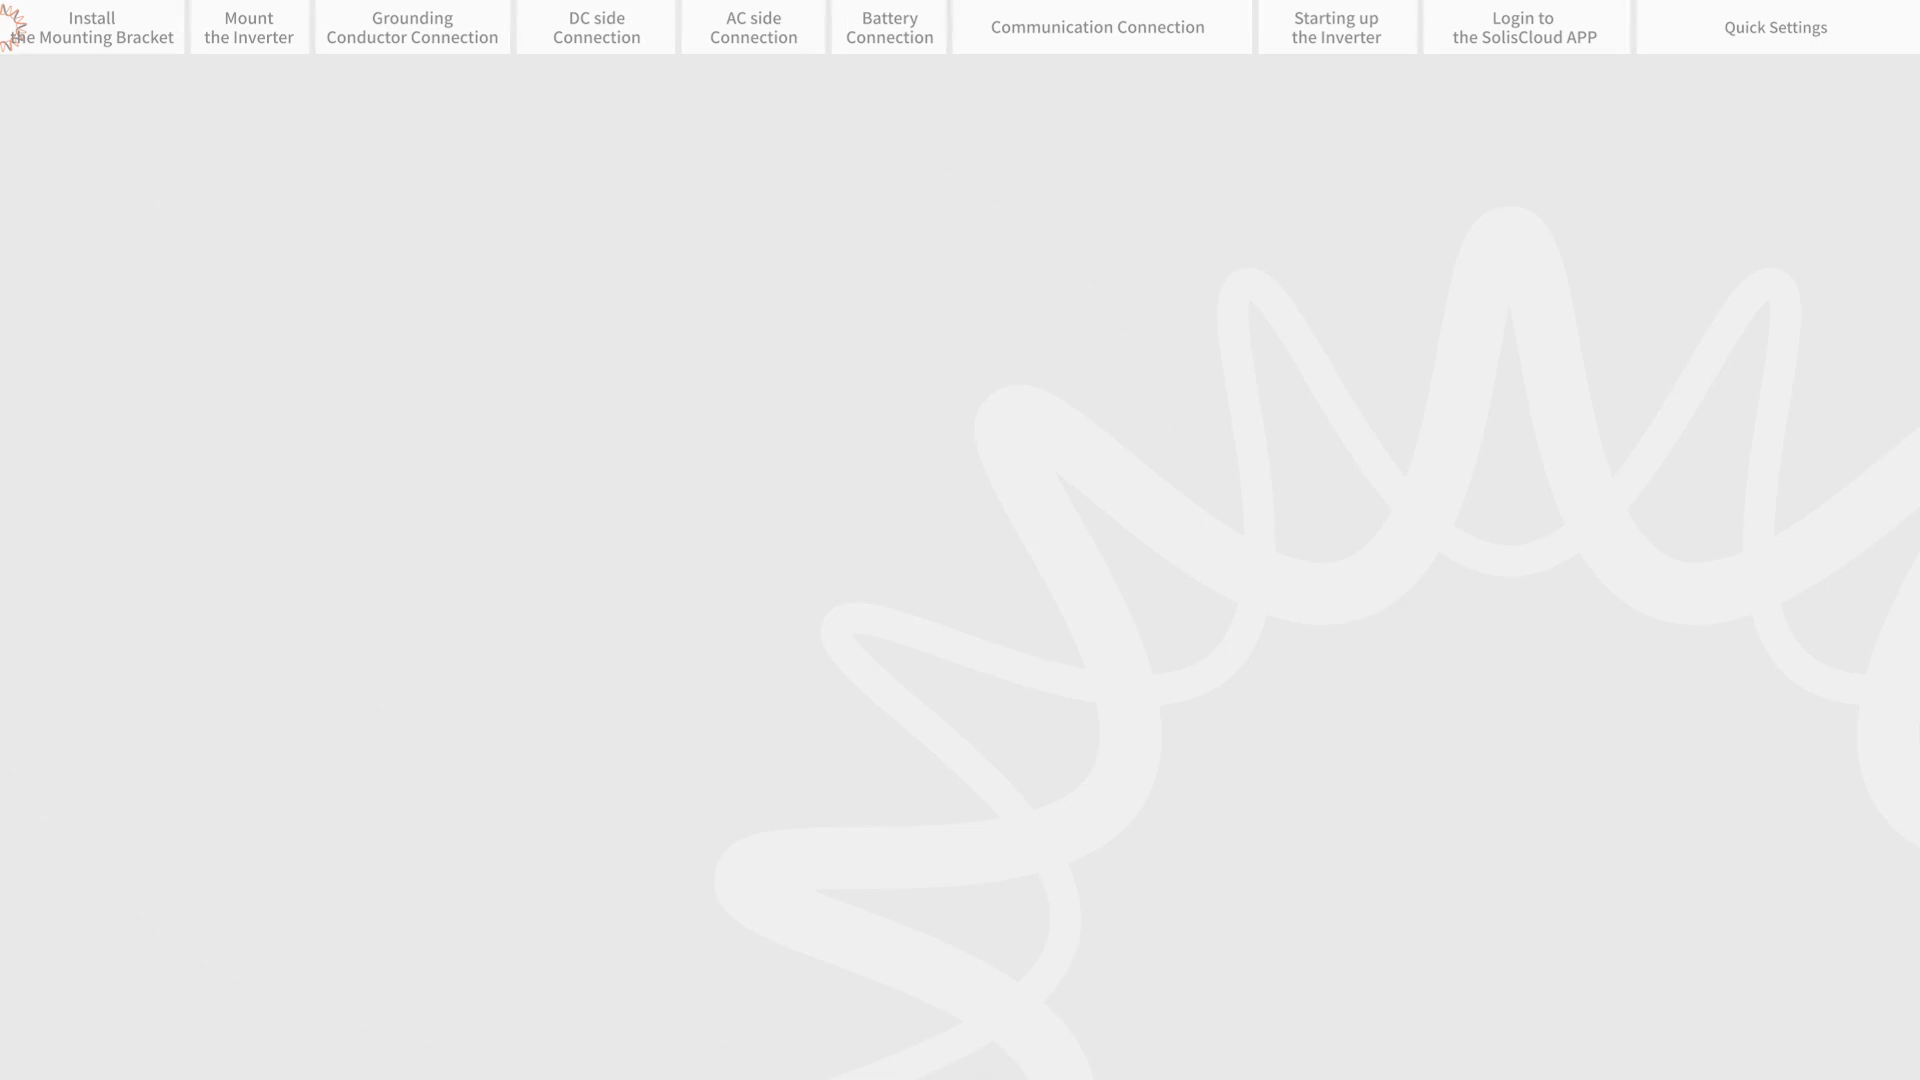 Install
the Mounting Bracket
Mount
the Inverter
Grounding
Conductor Connection
DC side
Connection
AC side
Connection
Battery
Connection
Communication Connection
Starting up
the Inverter
Login to
the SolisCloud APP
Quick Settings